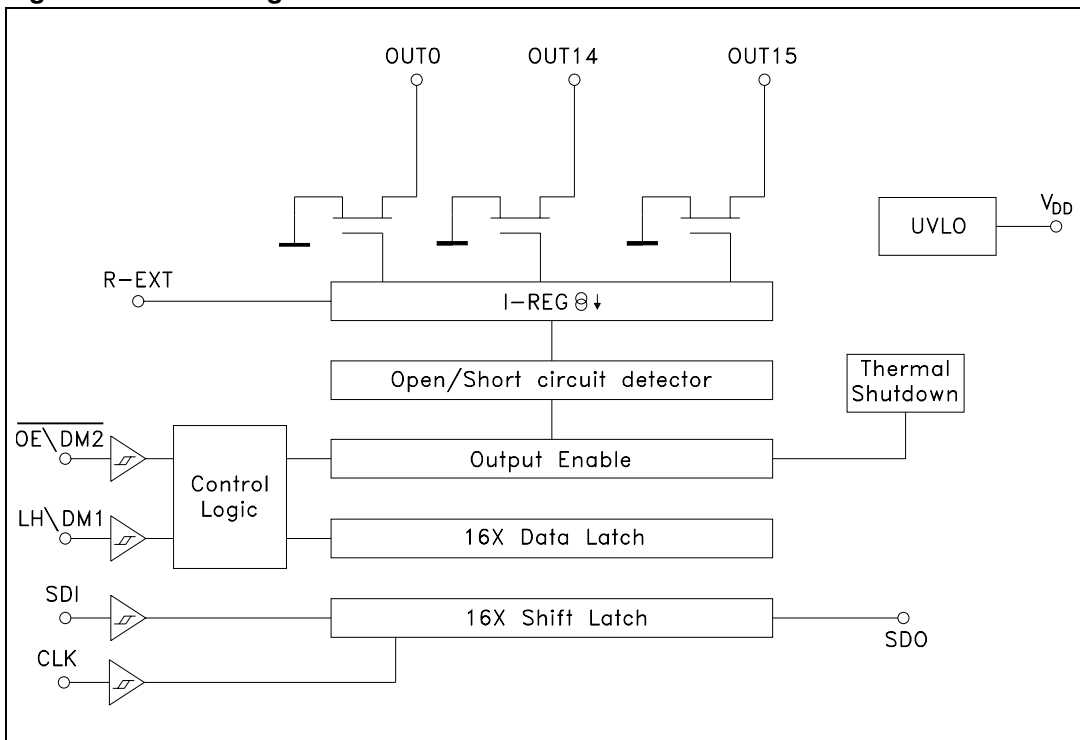 OUT0 OUT14 OUT15
V_DD
UVLO
R-EXT
I-REG
Open/Short circuit detector
Thermal
Shutdown
OE\DM2
Output Enable
Control
Logic
LH\DM1
16X Data Latch
SDI
16X Shift Latch
SDO
CLK